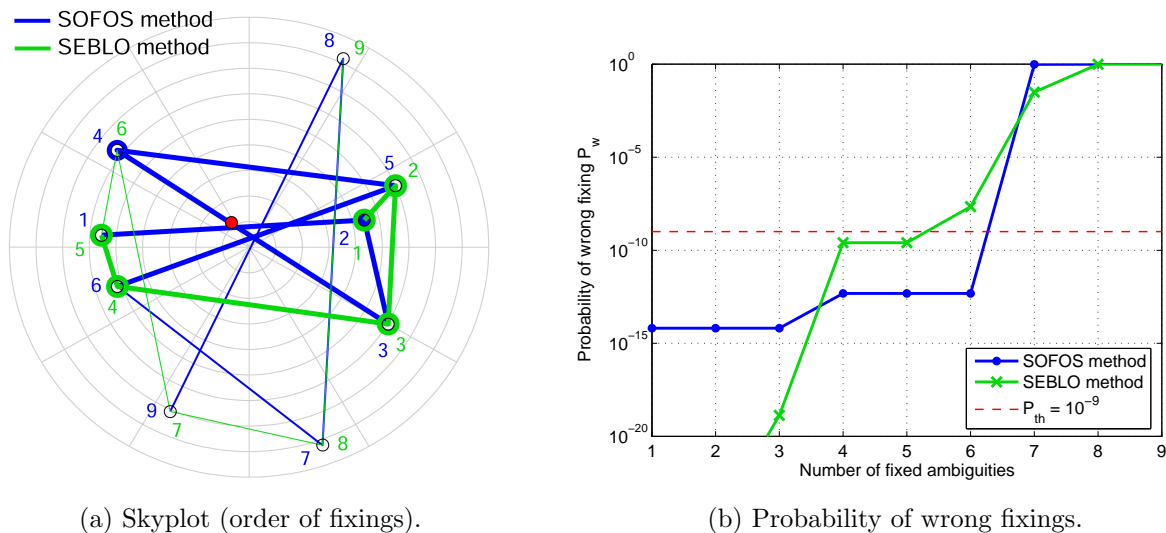 SOFOS method
SEBLO method
8
9
4
6
5
2
1
5
2
1
6
4
3
3
9
7
7
8
Probability of wrong fixing P_w
10^0
10^-5
10^-10
10^-15
10^-20
SOFOS method
SEBLO method
P_th = 10^-9
1 2 3 4 5 6 7 8 9
Number of fixed ambiguities
(a) Skyplot (order of fixings).
(b) Probability of wrong fixings.